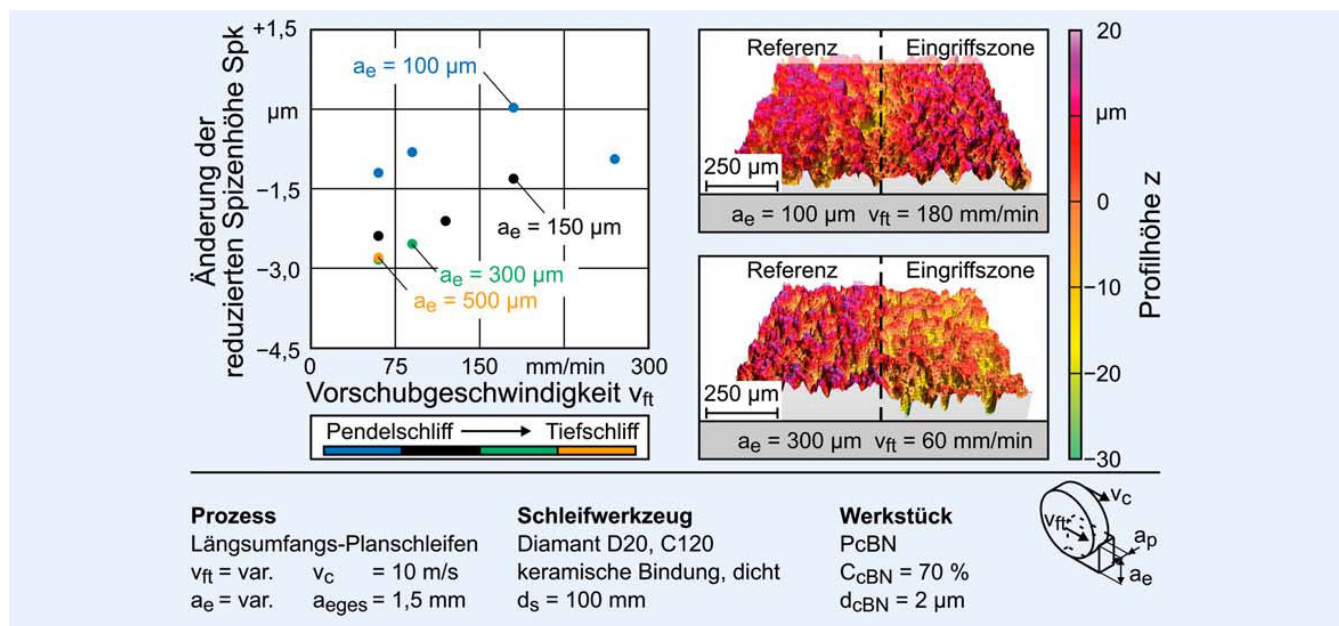 Änderung der
reduzierten Spizenhöhe Spk
+1,5
µm
−1,5
−3,0
−4,5
ae = 100 µm
ae = 150 µm
ae = 300 µm
ae = 500 µm
0 75 150 mm/min 300
Vorschubgeschwindigkeit vft
Pendelschliff Tiefschliff
Referenz Eingriffszone
250 µm
ae = 100 µm vft = 180 mm/min
Referenz Eingriffszone
250 µm
ae = 300 µm vft = 60 mm/min
20
µm
0
−10
−20
−30
Profilhöhe z
Prozess
Längsumfangs-Planschleifen
vft = var. vc = 10 m/s
ae = var. aeges = 1,5 mm
Schleifwerkzeug
Diamant D20, C120
keramische Bindung, dicht
ds = 100 mm
Werkstück
PcBN
CcBN = 70 %
dcBN = 2 µm
vc
vft
ap
ae